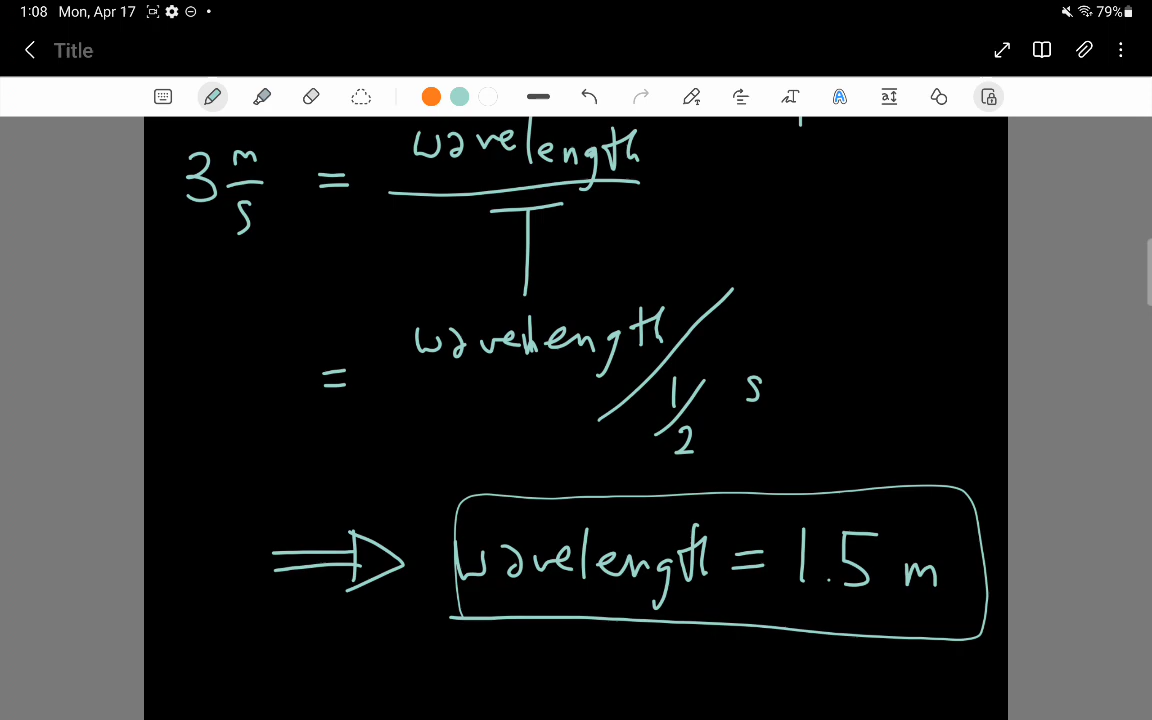 1:08 Mon, Apr 17 79%
Title
3 m/s = wavelength/T
= wavelength/1/2 s
⟹ wavelength = 1.5 m